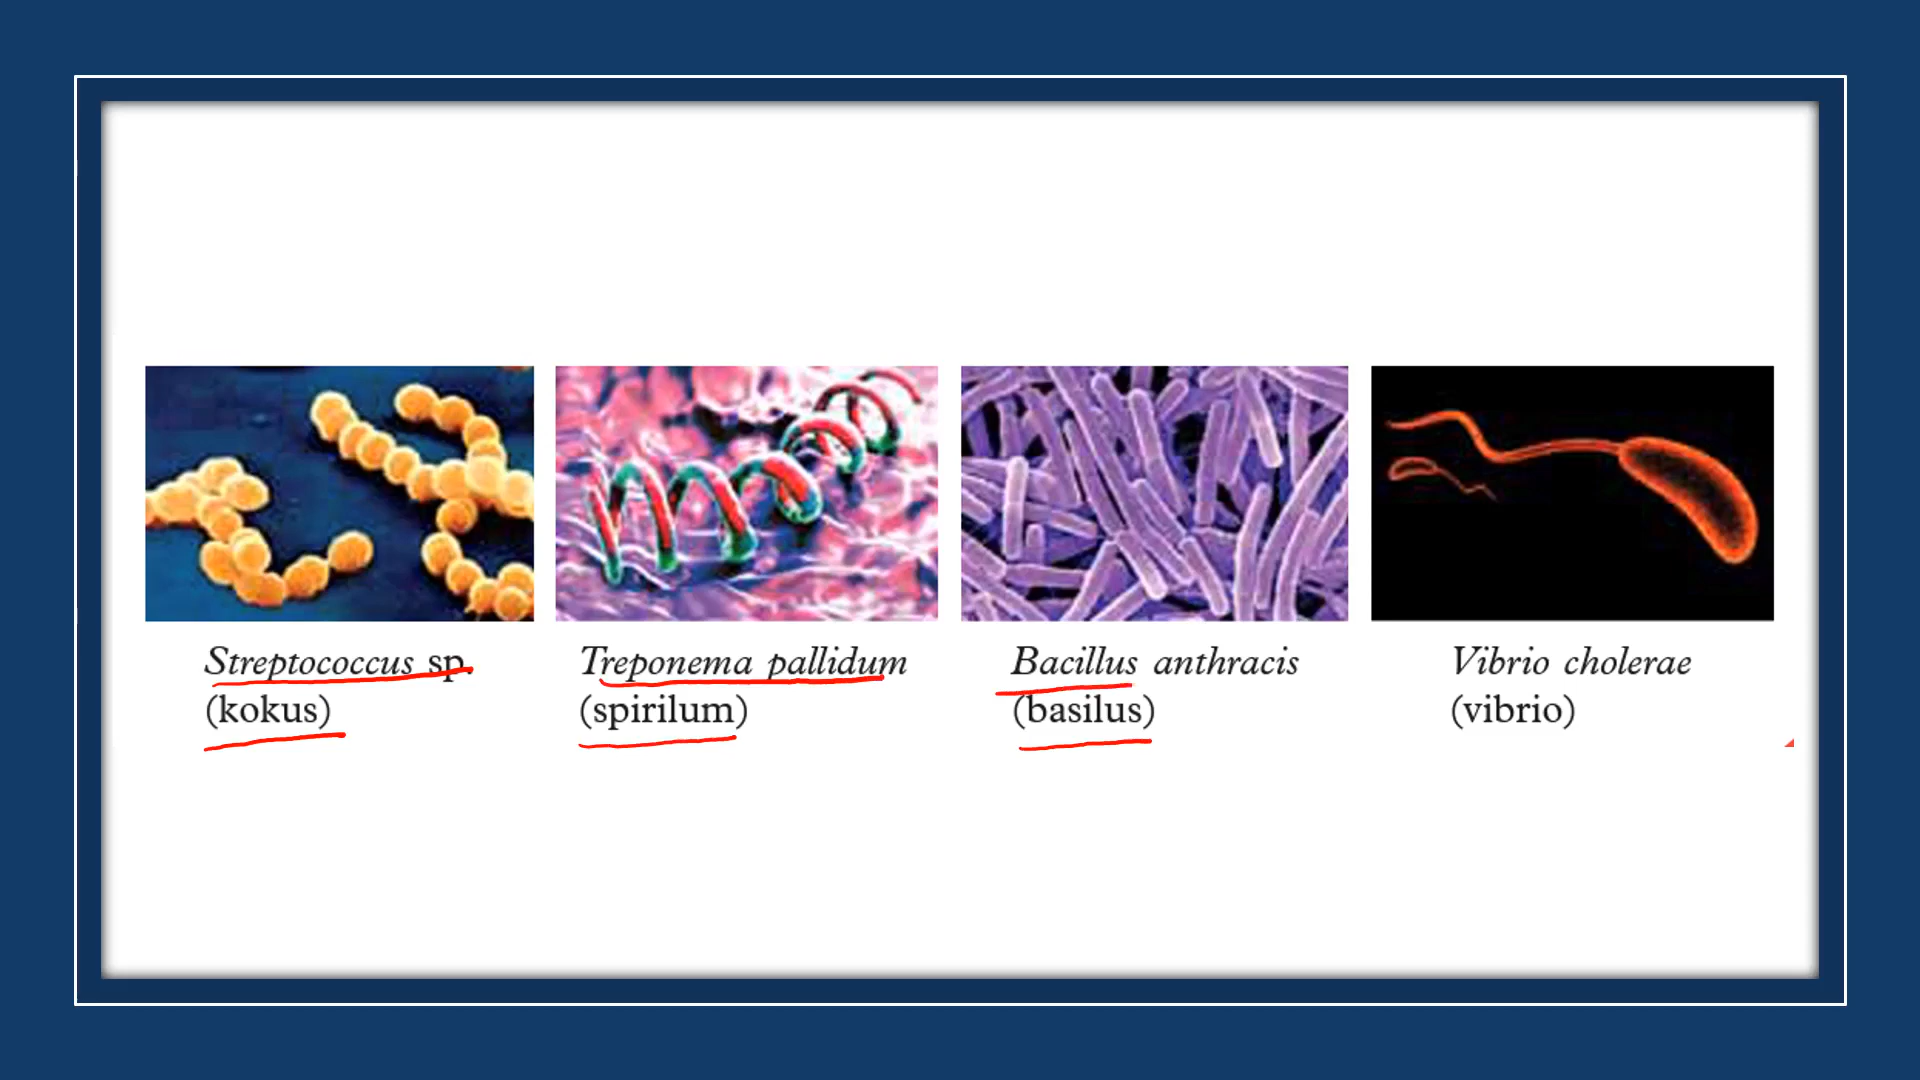 Streptococcus sp.
(kokus)
Treponema pallidum
(spirilum)
Bacillus anthracis
(basilus)
Vibrio cholerae
(vibrio)